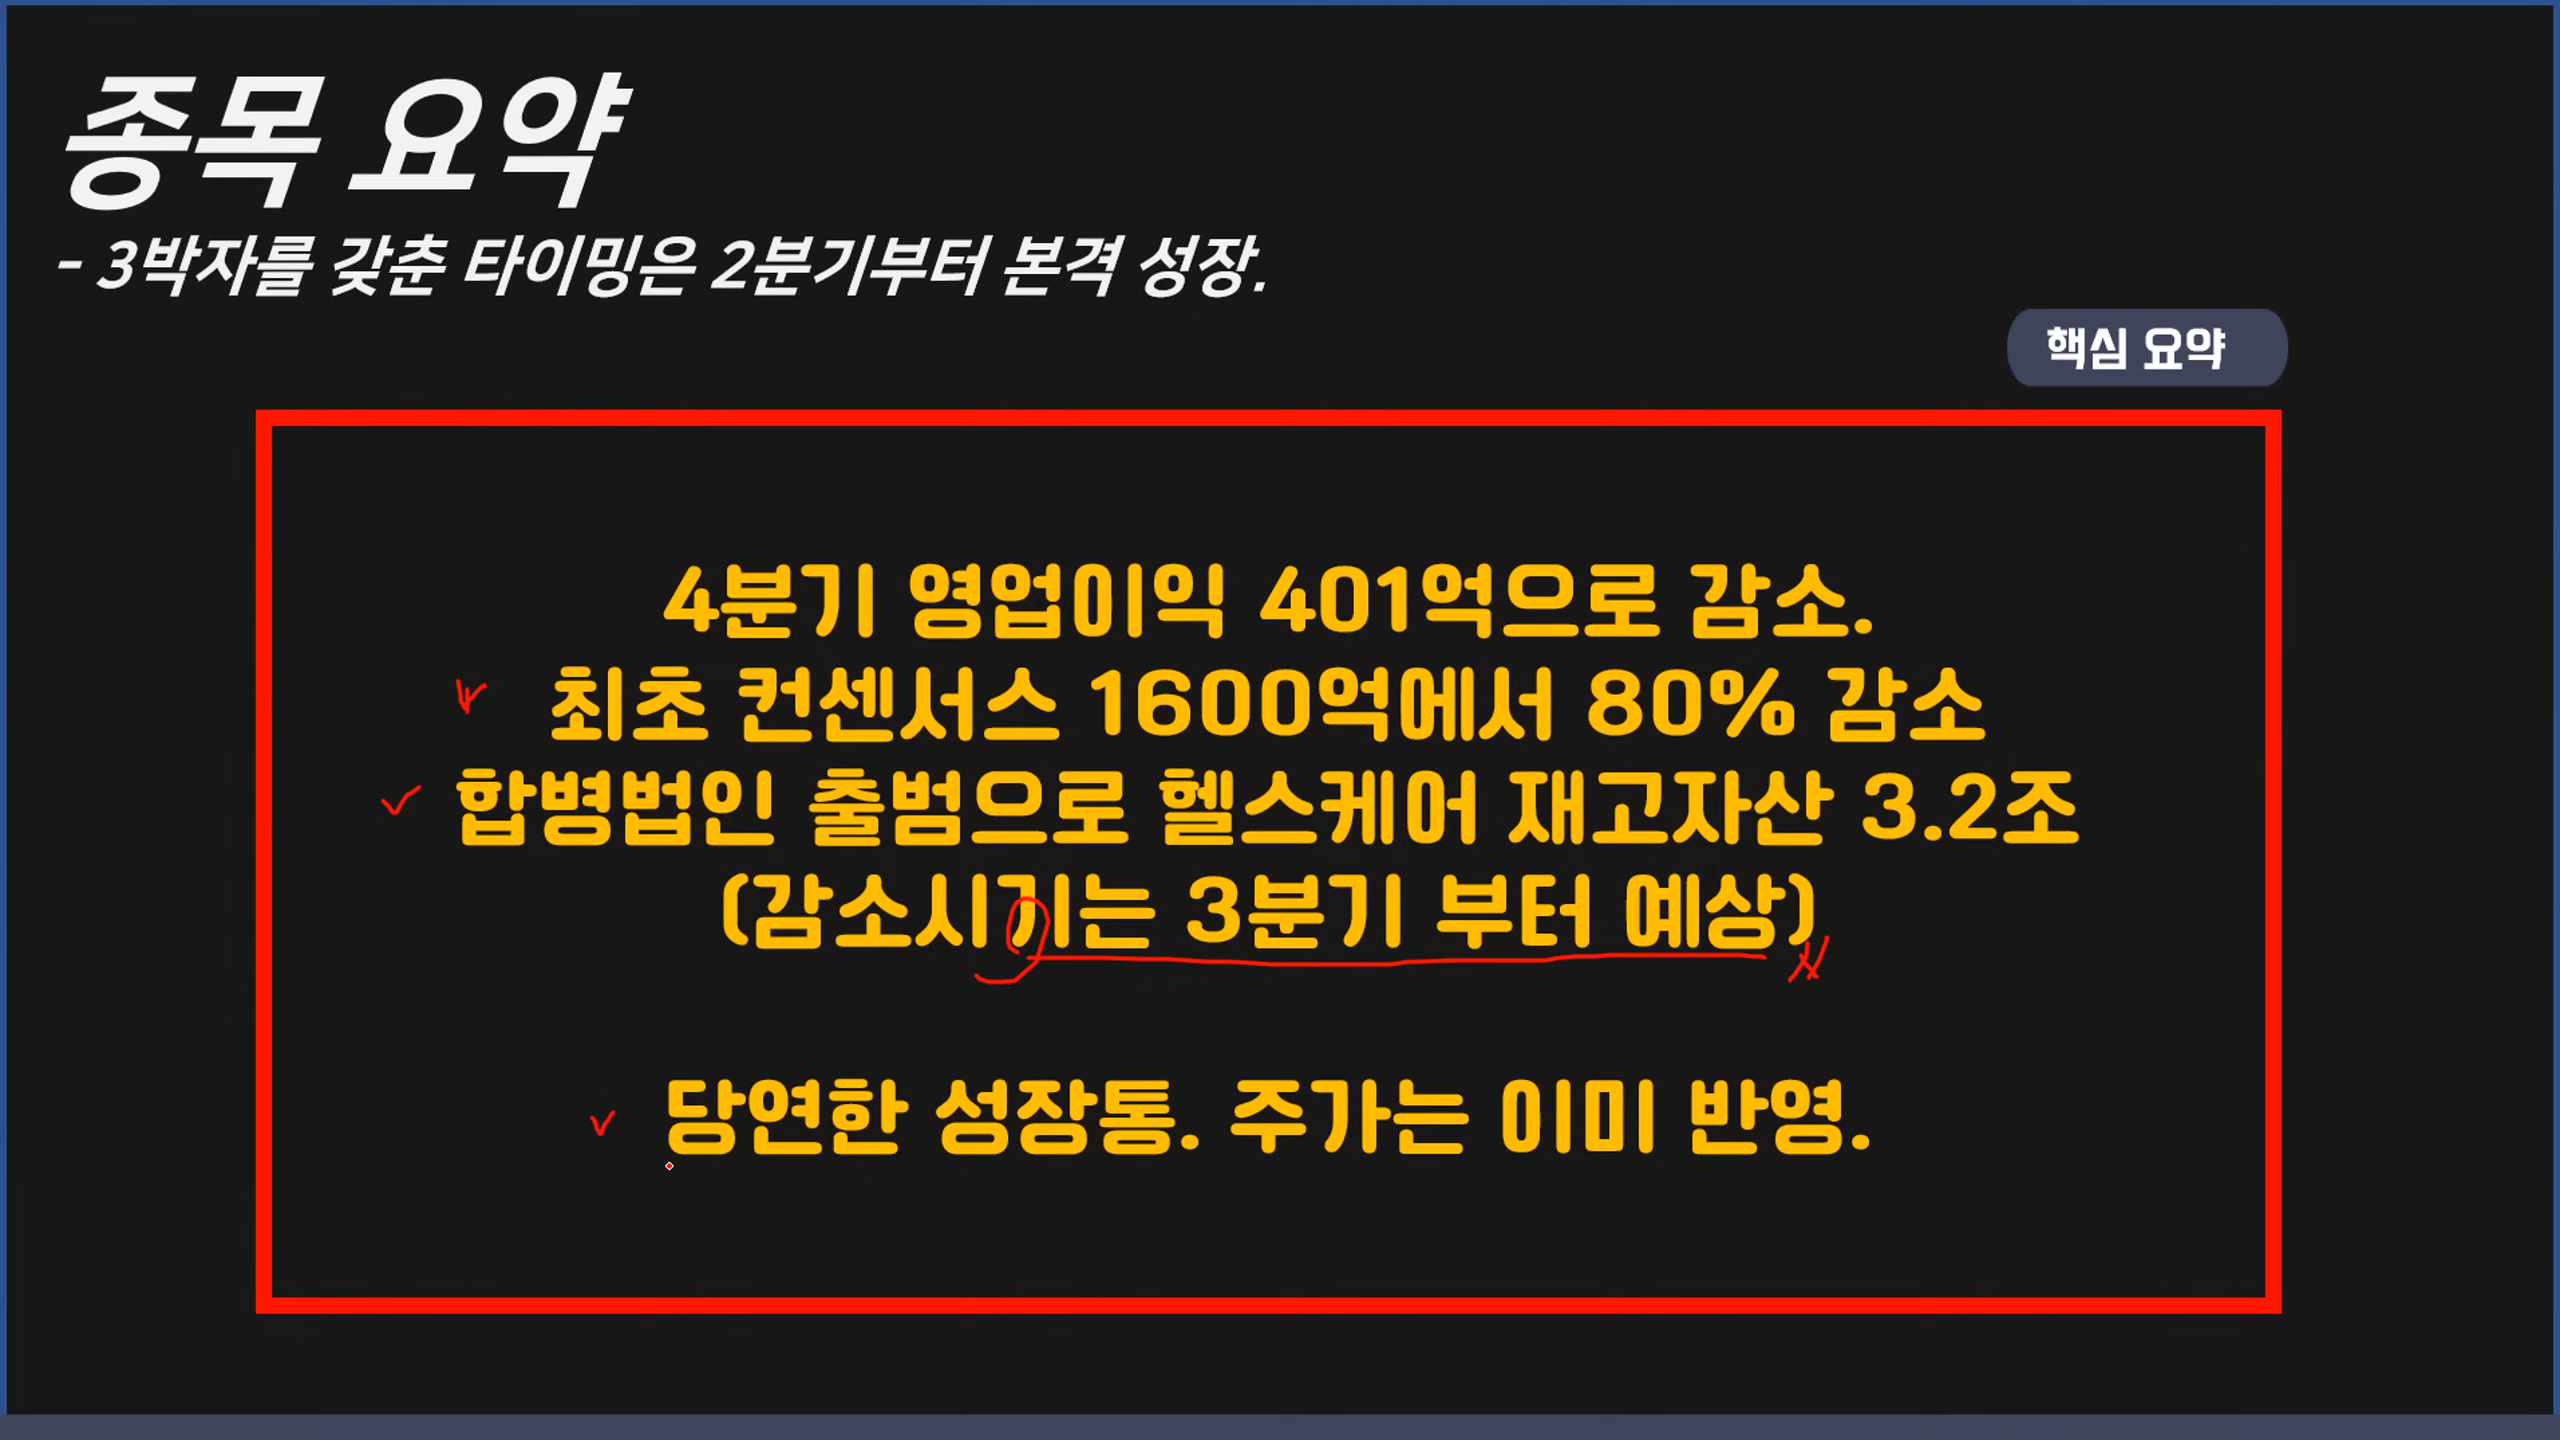 종목 요약
- 3박자를 갖춘 타이밍은 2분기부터 본격 성장.
핵심 요약
4분기 영업이익 401억으로 감소.
최초 컨센서스 1600억에서 80% 감소
합병법인 출범으로 헬스케어 재고자산 3.2조
(감소시기는 3분기 부터 예상)
당연한 성장통. 주가는 이미 반영.